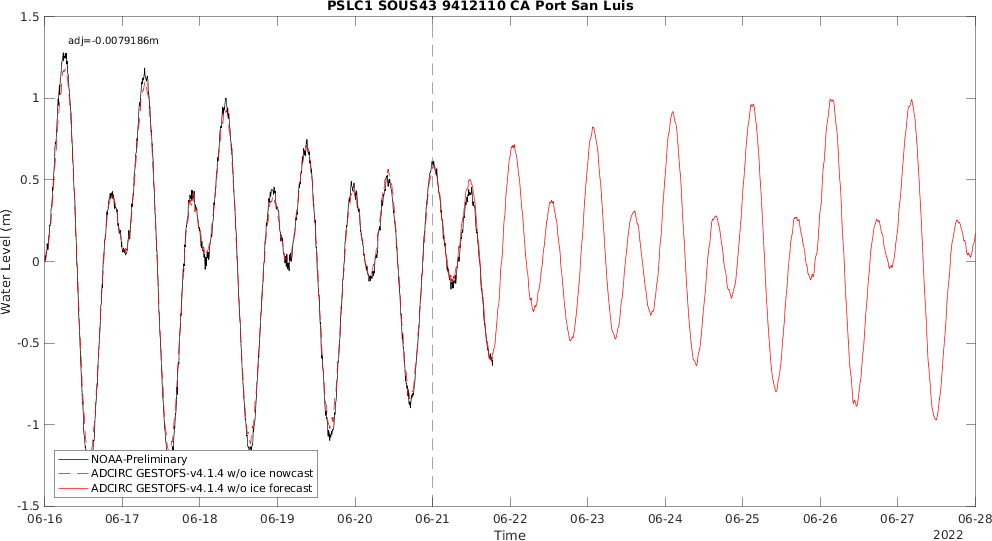 PSLC1 SOUS43 9412110 CA Port San Luis
adj=-0.0079186m
1.5
1
0.5
0
-0.5
-1
-1.5
Water Level (m)
NOAA-Preliminary
ADCIRC GESTOFS-v4.1.4 w/o ice nowcast
ADCIRC GESTOFS-v4.1.4 w/o ice forecast
06-16 06-17 06-18 06-19 06-20 06-21 06-22 06-23 06-24 06-25 06-26 06-27 06-28
Time
2022